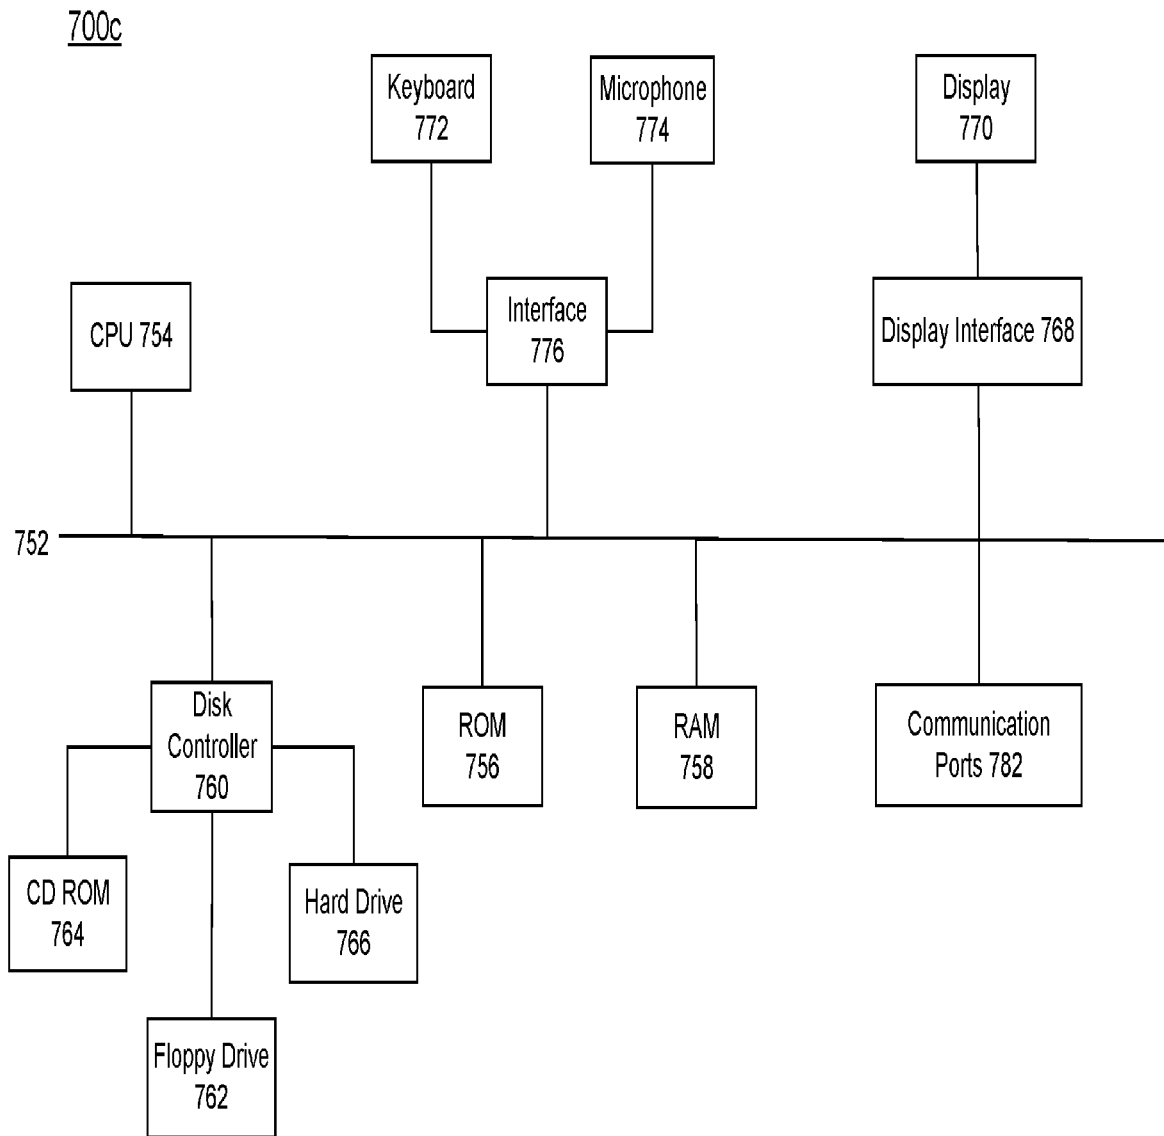 700c
Keyboard
772
Microphone
774
Display
770
CPU 754
Interface
776
Display Interface 768
752
Disk
Controller
760
ROM
756
RAM
758
Communication
Ports 782
CD ROM
764
Hard Drive
766
Floppy Drive
762